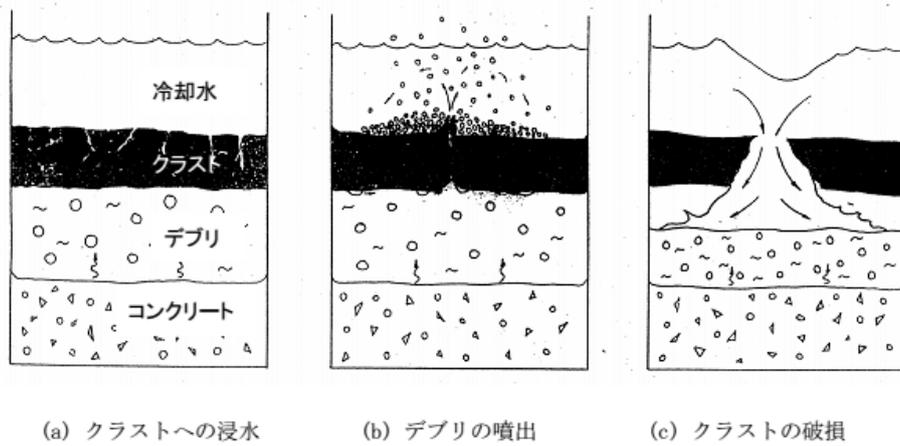 冷却水
クラスト
デブリ
コンクリート
(a) クラストへの浸水
(b) デブリの噴出
(c) クラストの破損